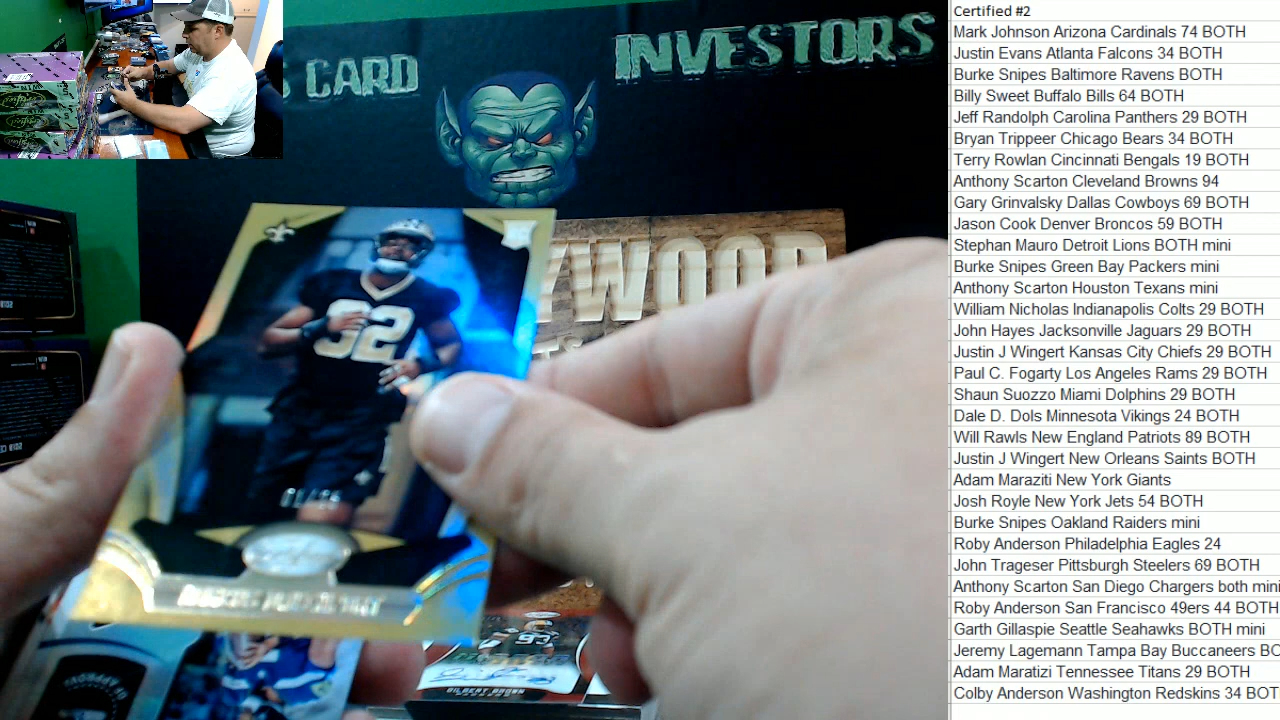 S CARD
INVESTORS
YWOOD
92
93
GILBERT BROWN
Certified #2
Mark Johnson Arizona Cardinals 74 BOTH
Justin Evans Atlanta Falcons 34 BOTH
Burke Snipes Baltimore Ravens BOTH
Billy Sweet Buffalo Bills 64 BOTH
Jeff Randolph Carolina Panthers 29 BOTH
Bryan Trippeer Chicago Bears 34 BOTH
Terry Rowlan Cincinnati Bengals 19 BOTH
Anthony Scarton Cleveland Browns 94
Gary Grinvalsky Dallas Cowboys 69 BOTH
Jason Cook Denver Broncos 59 BOTH
Stephan Mauro Detroit Lions BOTH mini
Burke Snipes Green Bay Packers mini
Anthony Scarton Houston Texans mini
William Nicholas Indianapolis Colts 29 BOTH
John Hayes Jacksonville Jaguars 29 BOTH
Justin J Wingert Kansas City Chiefs 29 BOTH
Paul C. Fogarty Los Angeles Rams 29 BOTH
Shaun Suozzo Miami Dolphins 29 BOTH
Dale D. Dols Minnesota Vikings 24 BOTH
Will Rawls New England Patriots 89 BOTH
Justin J Wingert New Orleans Saints BOTH
Adam Maraziti New York Giants
Josh Royle New York Jets 54 BOTH
Burke Snipes Oakland Raiders mini
Roby Anderson Philadelphia Eagles 24
John Trageser Pittsburgh Steelers 69 BOTH
Anthony Scarton San Diego Chargers both mini
Roby Anderson San Francisco 49ers 44 BOTH
Garth Gillaspie Seattle Seahawks BOTH mini
Jeremy Lagemann Tampa Bay Buccaneers BO
Adam Maratizi Tennessee Titans 29 BOTH
Colby Anderson Washington Redskins 34 BOT